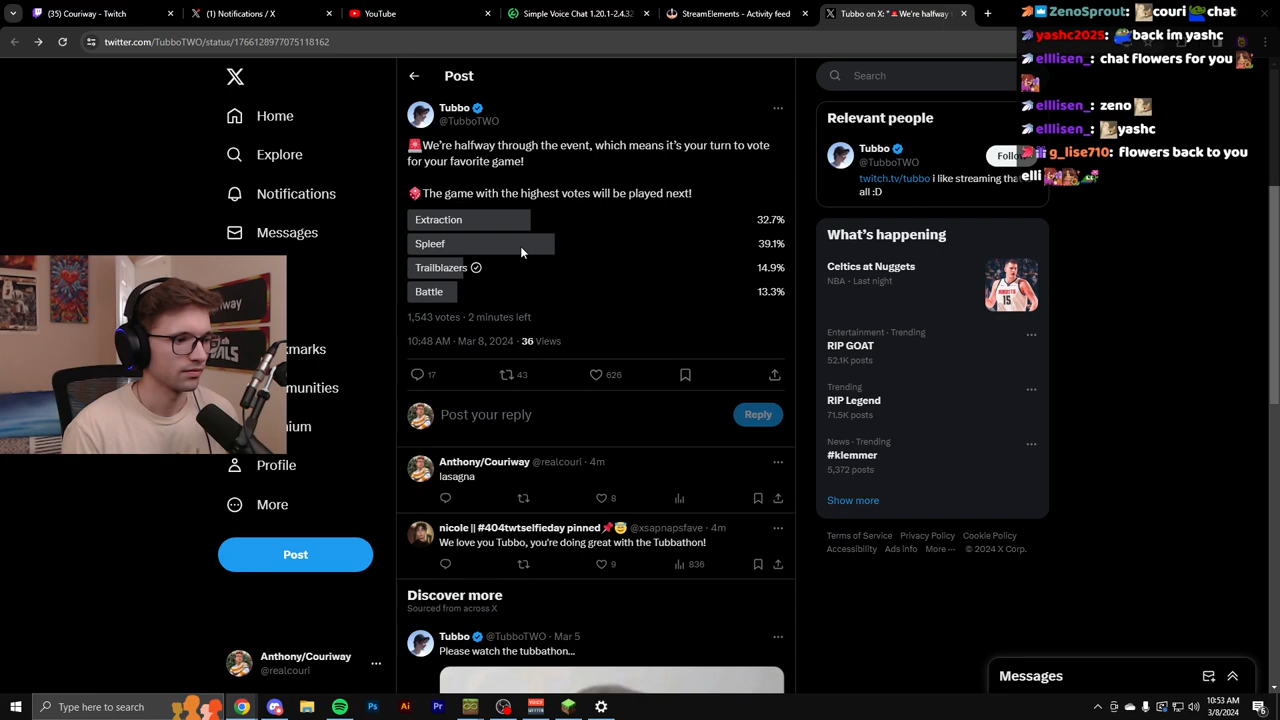 (35) Couriway - Twitch
(1) Notifications / X
YouTube
Simple Voice Chat 1.20.1-2.4.32
StreamElements - Activity feed
Tubbo on X: "🚨We're halfway
twitter.com/TubboTWO/status/1766128977075118162
ZenoSprout: couri chat
yashc2025: back im yashc
elllisen_: chat flowers for you
elllisen_: zeno
elllisen_: yashc
g_lise710: flowers back to you
elli
Home
Explore
Notifications
Messages
Profile
More
Post
Anthony/Couriway
@realcouri
Post
Tubbo
@TubboTWO
🚨We're halfway through the event, which means it's your turn to vote
for your favorite game!
The game with the highest votes will be played next!
Extraction 32.7%
Spleef 39.1%
Trailblazers 14.9%
Battle 13.3%
1,543 votes · 2 minutes left
10:48 AM · Mar 8, 2024 · 36 Views
17 43 626
Post your reply
Reply
Anthony/Couriway @realcouri · 4m
lasagna
8
nicole || #404twtselfieday pinned📌😇 @xsapnapsfave · 4m
We love you Tubbo, you're doing great with the Tubbathon!
9 836
Discover more
Sourced from across X
Tubbo @TubboTWO · Mar 5
Please watch the tubbathon...
Search
Relevant people
Tubbo
@TubboTWO
twitch.tv/tubbo i like streaming
all :D
What's happening
Celtics at Nuggets
NBA · Last night
Entertainment · Trending
RIP GOAT
52.1K posts
Trending
RIP Legend
71.5K posts
News · Trending
#klemmer
5,372 posts
Show more
Terms of Service Privacy Policy Cookie Policy
Accessibility Ads info More ··· © 2024 X Corp.
Messages
Type here to search
10:53 AM
3/8/2024